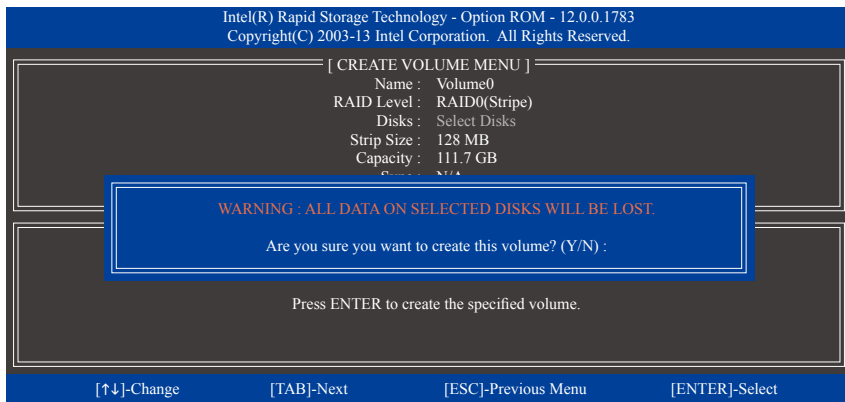 Intel(R) Rapid Storage Technology - Option ROM - 12.0.0.1783
Copyright(C) 2003-13 Intel Corporation. All Rights Reserved.
[ CREATE VOLUME MENU ]
Name : Volume0
RAID Level : RAID0(Stripe)
Disks : Select Disks
Strip Size : 128 MB
Capacity : 111.7 GB
N/A
WARNING : ALL DATA ON SELECTED DISKS WILL BE LOST.
Are you sure you want to create this volume? (Y/N) :
Press ENTER to create the specified volume.
[↑↓]-Change [TAB]-Next [ESC]-Previous Menu [ENTER]-Select